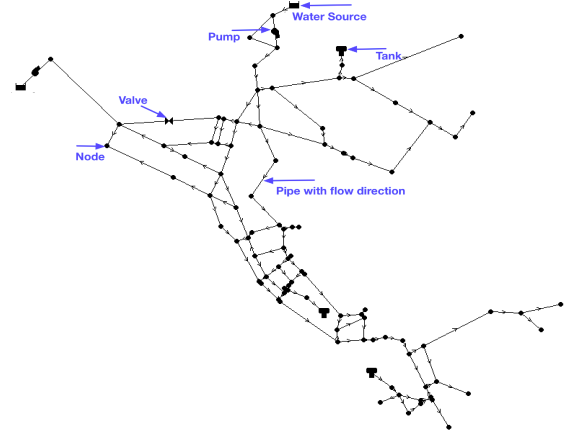 Water Source
Pump
Tank
Valve
Node
Pipe with flow direction